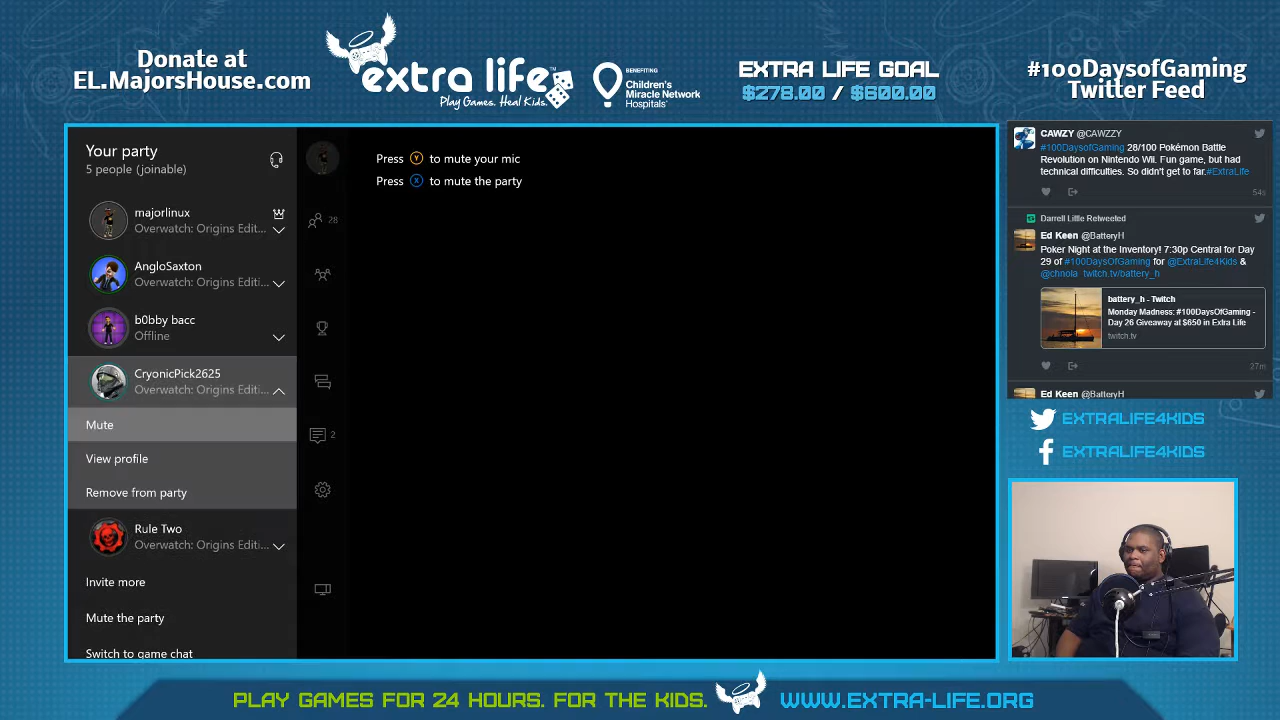 Donate at
EL.MajorsHouse.com
extra life
Play Games. Heal Kids.
BENEFITING
Children's
Miracle Network
Hospitals
EXTRA LIFE GOAL
$278.00 / $600.00
#100DaysofGaming
Twitter Feed
Your party
5 people (joinable)
majorlinux
Overwatch: Origins Edit...
AngloSaxton
Overwatch: Origins Editi...
b0bby bacc
Offline
CryonicPick2625
Overwatch: Origins Editi...
Mute
View profile
Remove from party
Rule Two
Overwatch: Origins Editi...
Invite more
Mute the party
Switch to game chat
28
2
Press Y to mute your mic
Press X to mute the party
CAWZY @CAWZZY
#100DaysofGaming 28/100 Pokémon Battle
Revolution on Nintendo Wii. Fun game, but had
technical difficulties. So didn't get to far.#ExtraLife
54s
Darrell Little Retweeted
Ed Keen @BatteryH
Poker Night at the Inventory! 7:30p Central for Day
29 of #100DaysOfGaming for @ExtraLife4Kids &
@chnola twitch.tv/battery_h
battery_h - Twitch
Monday Madness: #100DaysOfGaming -
Day 26 Giveaway at $650 in Extra Life
twitch.tv
27m
Ed Keen @BatteryH
EXTRALIFE4KIDS
EXTRALIFE4KIDS
PLAY GAMES FOR 24 HOURS. FOR THE KIDS.
WWW.EXTRA-LIFE.ORG